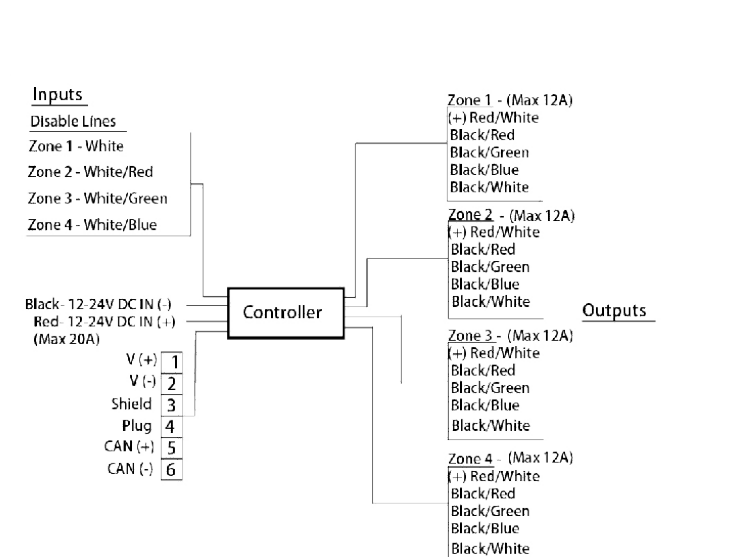 Inputs
Disable Lines
Zone 1 - White
Zone 2 - White/Red
Zone 3 - White/Green
Zone 4 - White/Blue
Black- 12-24V DC IN (-)
Red- 12-24V DC IN (+)
(Max 20A)
V (+) 1
V (-) 2
Shield 3
Plug 4
CAN (+) 5
CAN (-) 6
Controller
Zone 1 - (Max 12A)
(+) Red/White
Black/Red
Black/Green
Black/Blue
Black/White
Zone 2 - (Max 12A)
(+) Red/White
Black/Red
Black/Green
Black/Blue
Black/White
Zone 3 - (Max 12A)
(+) Red/White
Black/Red
Black/Green
Black/Blue
Black/White
Zone 4 - (Max 12A)
(+) Red/White
Black/Red
Black/Green
Black/Blue
Black/White
Outputs